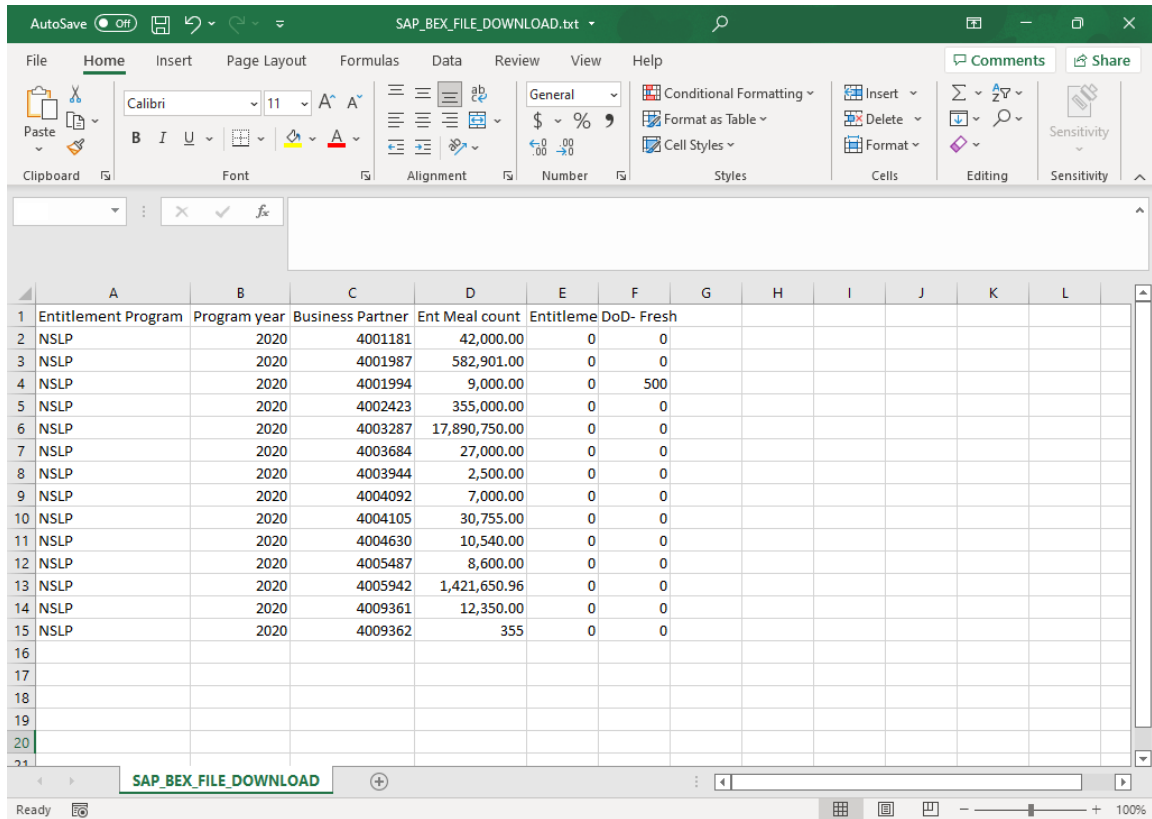 AutoSave Off SAP_BEX_FILE_DOWNLOAD.txt
File Home Insert Page Layout Formulas Data Review View Help Comments Share
Paste
Calibri 11 A^ A˅
B I U A
ab
c
General
$ % 9
.00 .00
Conditional Formatting
Format as Table
Cell Styles
Insert
Delete
Format
Sensitivity
Clipboard Font Alignment Number Styles Cells Editing Sensitivity
fx
A B C D E F G H I J K L
1 Entitlement Program Program year Business Partner Ent Meal count Entitleme DoD- Fresh
2 NSLP 2020 4001181 42,000.00 0 0
3 NSLP 2020 4001987 582,901.00 0 0
4 NSLP 2020 4001994 9,000.00 0 500
5 NSLP 2020 4002423 355,000.00 0 0
6 NSLP 2020 4003287 17,890,750.00 0 0
7 NSLP 2020 4003684 27,000.00 0 0
8 NSLP 2020 4003944 2,500.00 0 0
9 NSLP 2020 4004092 7,000.00 0 0
10 NSLP 2020 4004105 30,755.00 0 0
11 NSLP 2020 4004630 10,540.00 0 0
12 NSLP 2020 4005487 8,600.00 0 0
13 NSLP 2020 4005942 1,421,650.96 0 0
14 NSLP 2020 4009361 12,350.00 0 0
15 NSLP 2020 4009362 355 0 0
16
17
18
19
20
21
SAP_BEX_FILE_DOWNLOAD
Ready 100%